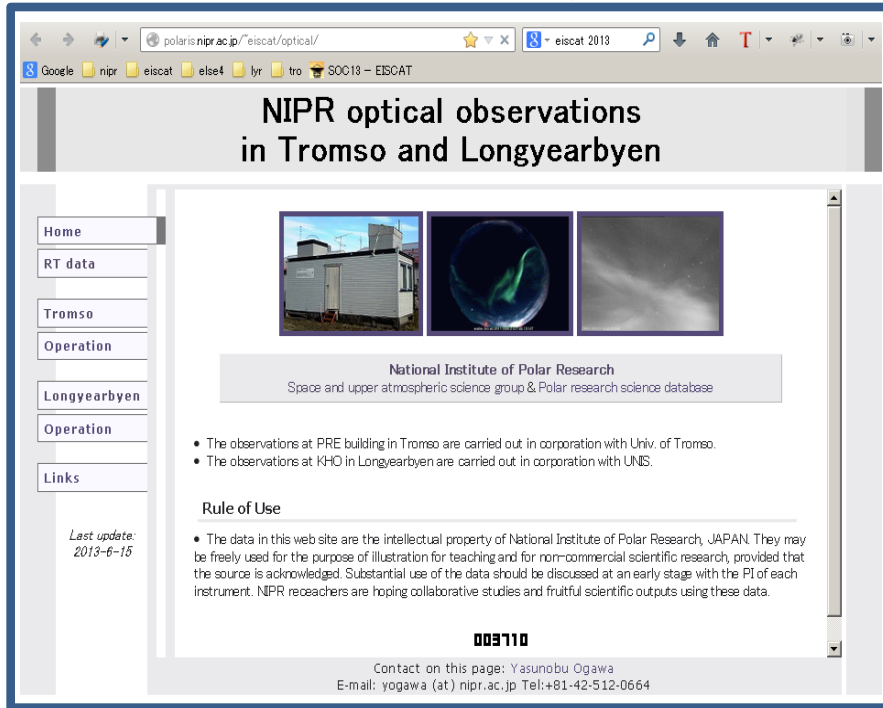 polaris.nipr.ac.jp/~eiscat/optical/
eiscat 2013
Google nipr eiscat else4 lyr tro SOC13 - EISCAT
NIPR optical observations
in Tromso and Longyearbyen
Home
RT data
Tromso
Operation
Longyearbyen
Operation
Links
Last update:
2013-6-15
National Institute of Polar Research
Space and upper atmospheric science group & Polar research science database
• The observations at PRE building in Tromso are carried out in corporation with Univ. of Tromso.
• The observations at KHO in Longyearbyen are carried out in corporation with UNIS.
Rule of Use
• The data in this web site are the intellectual property of National Institute of Polar Research, JAPAN. They may
be freely used for the purpose of illustration for teaching and for non-commercial scientific research, provided that
the source is acknowledged. Substantial use of the data should be discussed at an early stage with the PI of each
instrument. NIPR receachers are hoping collaborative studies and fruitful scientific outputs using these data.
003710
Contact on this page: Yasunobu Ogawa
E-mail: yogawa (at) nipr.ac.jp Tel:+81-42-512-0664